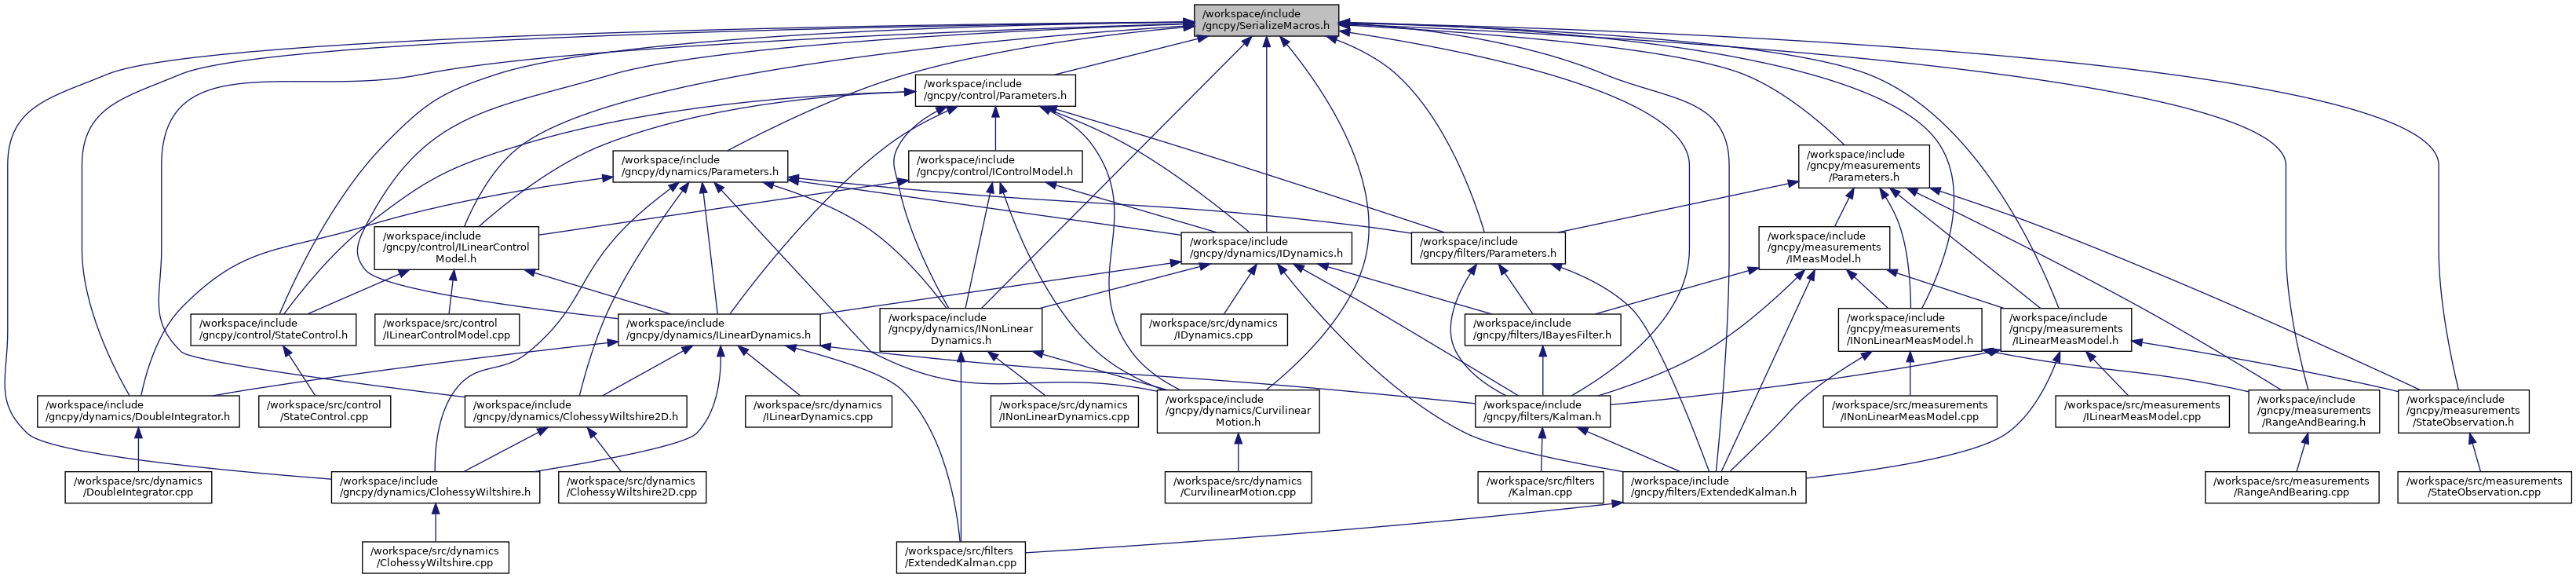 /workspace/include
/gncpy/SerializeMacros.h
/workspace/include
/gncpy/control/Parameters.h
/workspace/include
/gncpy/dynamics/Parameters.h
/workspace/include
/gncpy/control/IControlModel.h
/workspace/include
/gncpy/measurements
/Parameters.h
/workspace/include
/gncpy/control/ILinearControl
Model.h
/workspace/include
/gncpy/dynamics/IDynamics.h
/workspace/include
/gncpy/filters/Parameters.h
/workspace/include
/gncpy/measurements
/IMeasModel.h
/workspace/include
/gncpy/control/StateControl.h
/workspace/src/control
/ILinearControlModel.cpp
/workspace/include
/gncpy/dynamics/ILinearDynamics.h
/workspace/include
/gncpy/dynamics/INonLinear
Dynamics.h
/workspace/src/dynamics
/IDynamics.cpp
/workspace/include
/gncpy/filters/IBayesFilter.h
/workspace/include
/gncpy/measurements
/INonLinearMeasModel.h
/workspace/include
/gncpy/measurements
/ILinearMeasModel.h
/workspace/include
/gncpy/dynamics/DoubleIntegrator.h
/workspace/src/control
/StateControl.cpp
/workspace/include
/gncpy/dynamics/ClohessyWiltshire2D.h
/workspace/src/dynamics
/ILinearDynamics.cpp
/workspace/src/dynamics
/INonLinearDynamics.cpp
/workspace/include
/gncpy/dynamics/Curvilinear
Motion.h
/workspace/include
/gncpy/filters/Kalman.h
/workspace/src/measurements
/INonLinearMeasModel.cpp
/workspace/src/measurements
/ILinearMeasModel.cpp
/workspace/include
/gncpy/measurements
/RangeAndBearing.h
/workspace/include
/gncpy/measurements
/StateObservation.h
/workspace/src/dynamics
/DoubleIntegrator.cpp
/workspace/include
/gncpy/dynamics/ClohessyWiltshire.h
/workspace/src/dynamics
/ClohessyWiltshire2D.cpp
/workspace/src/dynamics
/CurvilinearMotion.cpp
/workspace/src/filters
/Kalman.cpp
/workspace/include
/gncpy/filters/ExtendedKalman.h
/workspace/src/measurements
/RangeAndBearing.cpp
/workspace/src/measurements
/StateObservation.cpp
/workspace/src/dynamics
/ClohessyWiltshire.cpp
/workspace/src/filters
/ExtendedKalman.cpp